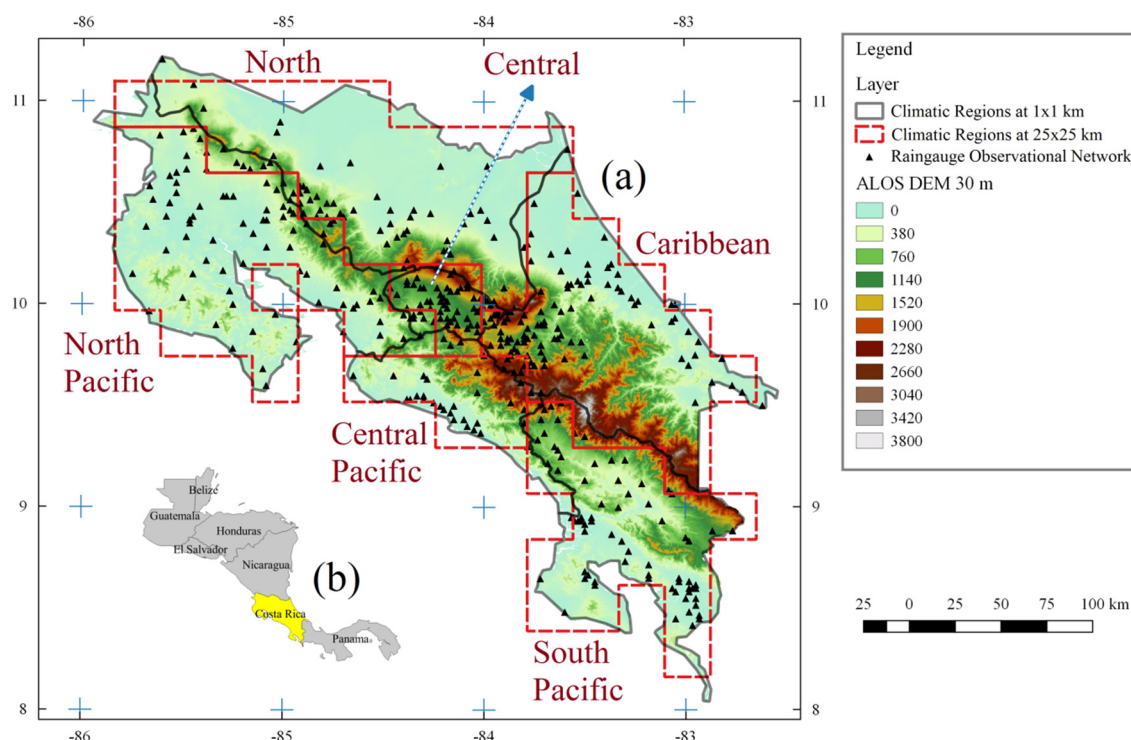 -86 -85 -84 -83
North
Central
11 11
(a)
Caribbean
10 10
North
Pacific
Central
Pacific
9 9
Belize
Guatemala
Honduras
El Salvador
Nicaragua
(b)
Costa Rica
Panama
South
Pacific
8 8
-86 -85 -84 -83
Legend
Layer
Climatic Regions at 1x1 km
Climatic Regions at 25x25 km
Raingauge Observational Network
ALOS DEM 30 m
0
380
760
1140
1520
1900
2280
2660
3040
3420
3800
25 0 25 50 75 100 km